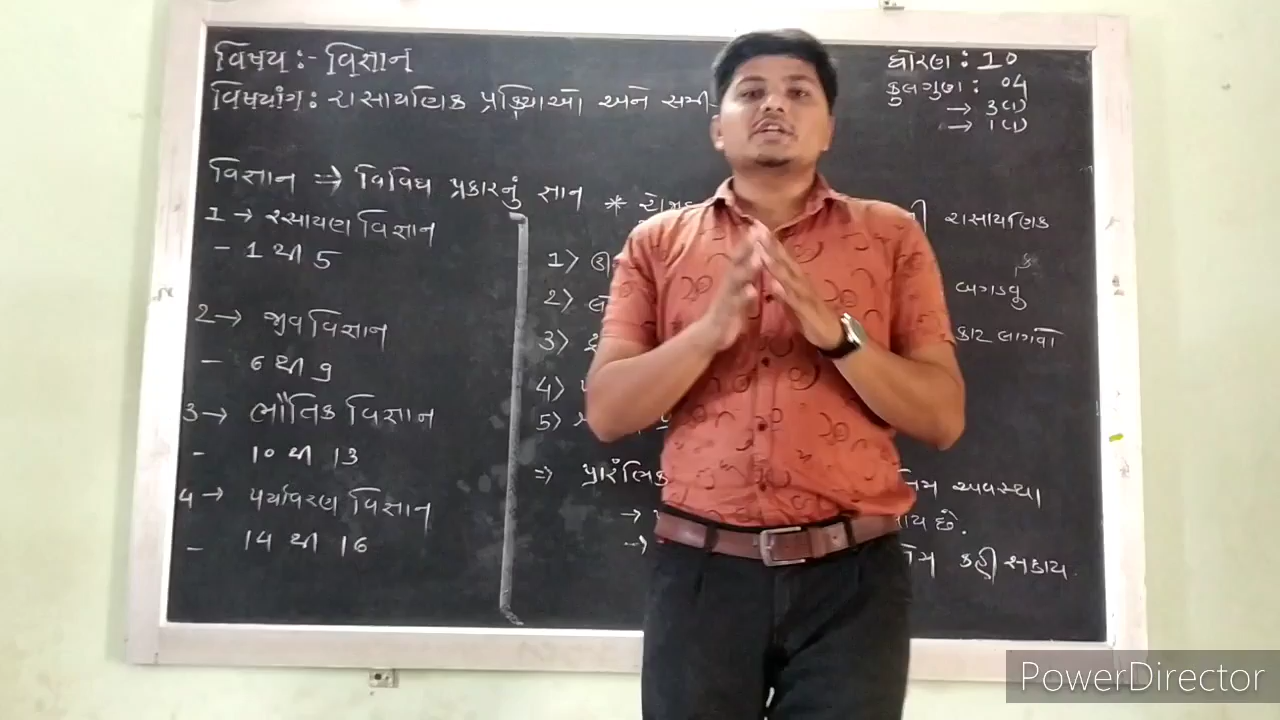 વિષય:- વિજ્ઞાન
ધોરણ : 10
વિષયાંગ: રાસાયણિક પ્રક્રિયાઓ અને સમી-
કુલગુણ : 04
→ 3(1)
→ 1(1)
વિજ્ઞાન ⇒ વિવિધ પ્રકારનું જ્ઞાન
1 → રસાયણ વિજ્ઞાન
- 1 થી 5
2 → જીવ વિજ્ઞાન
- 6 થી 9
3 → ભૌતિક વિજ્ઞાન
- 10 થી 13
4 → પર્યાવરણ વિજ્ઞાન
- 14 થી 16
* રાસાયણિક
1>
2> બગડવું
3> કાટ લાગવો
4>
5>
⇒ અવસ્થા
→ છે.
→ કહી શકાય.
PowerDirector